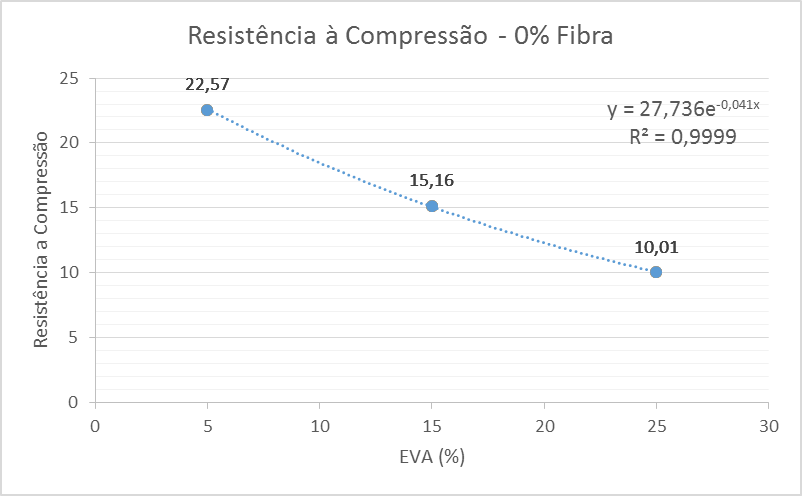 Resistência à Compressão - 0% Fibra
25
20
15
10
5
0
Resistência a Compressão
22,57
15,16
10,01
y = 27,736e-0,041x
R² = 0,9999
0 5 10 15 20 25 30
EVA (%)